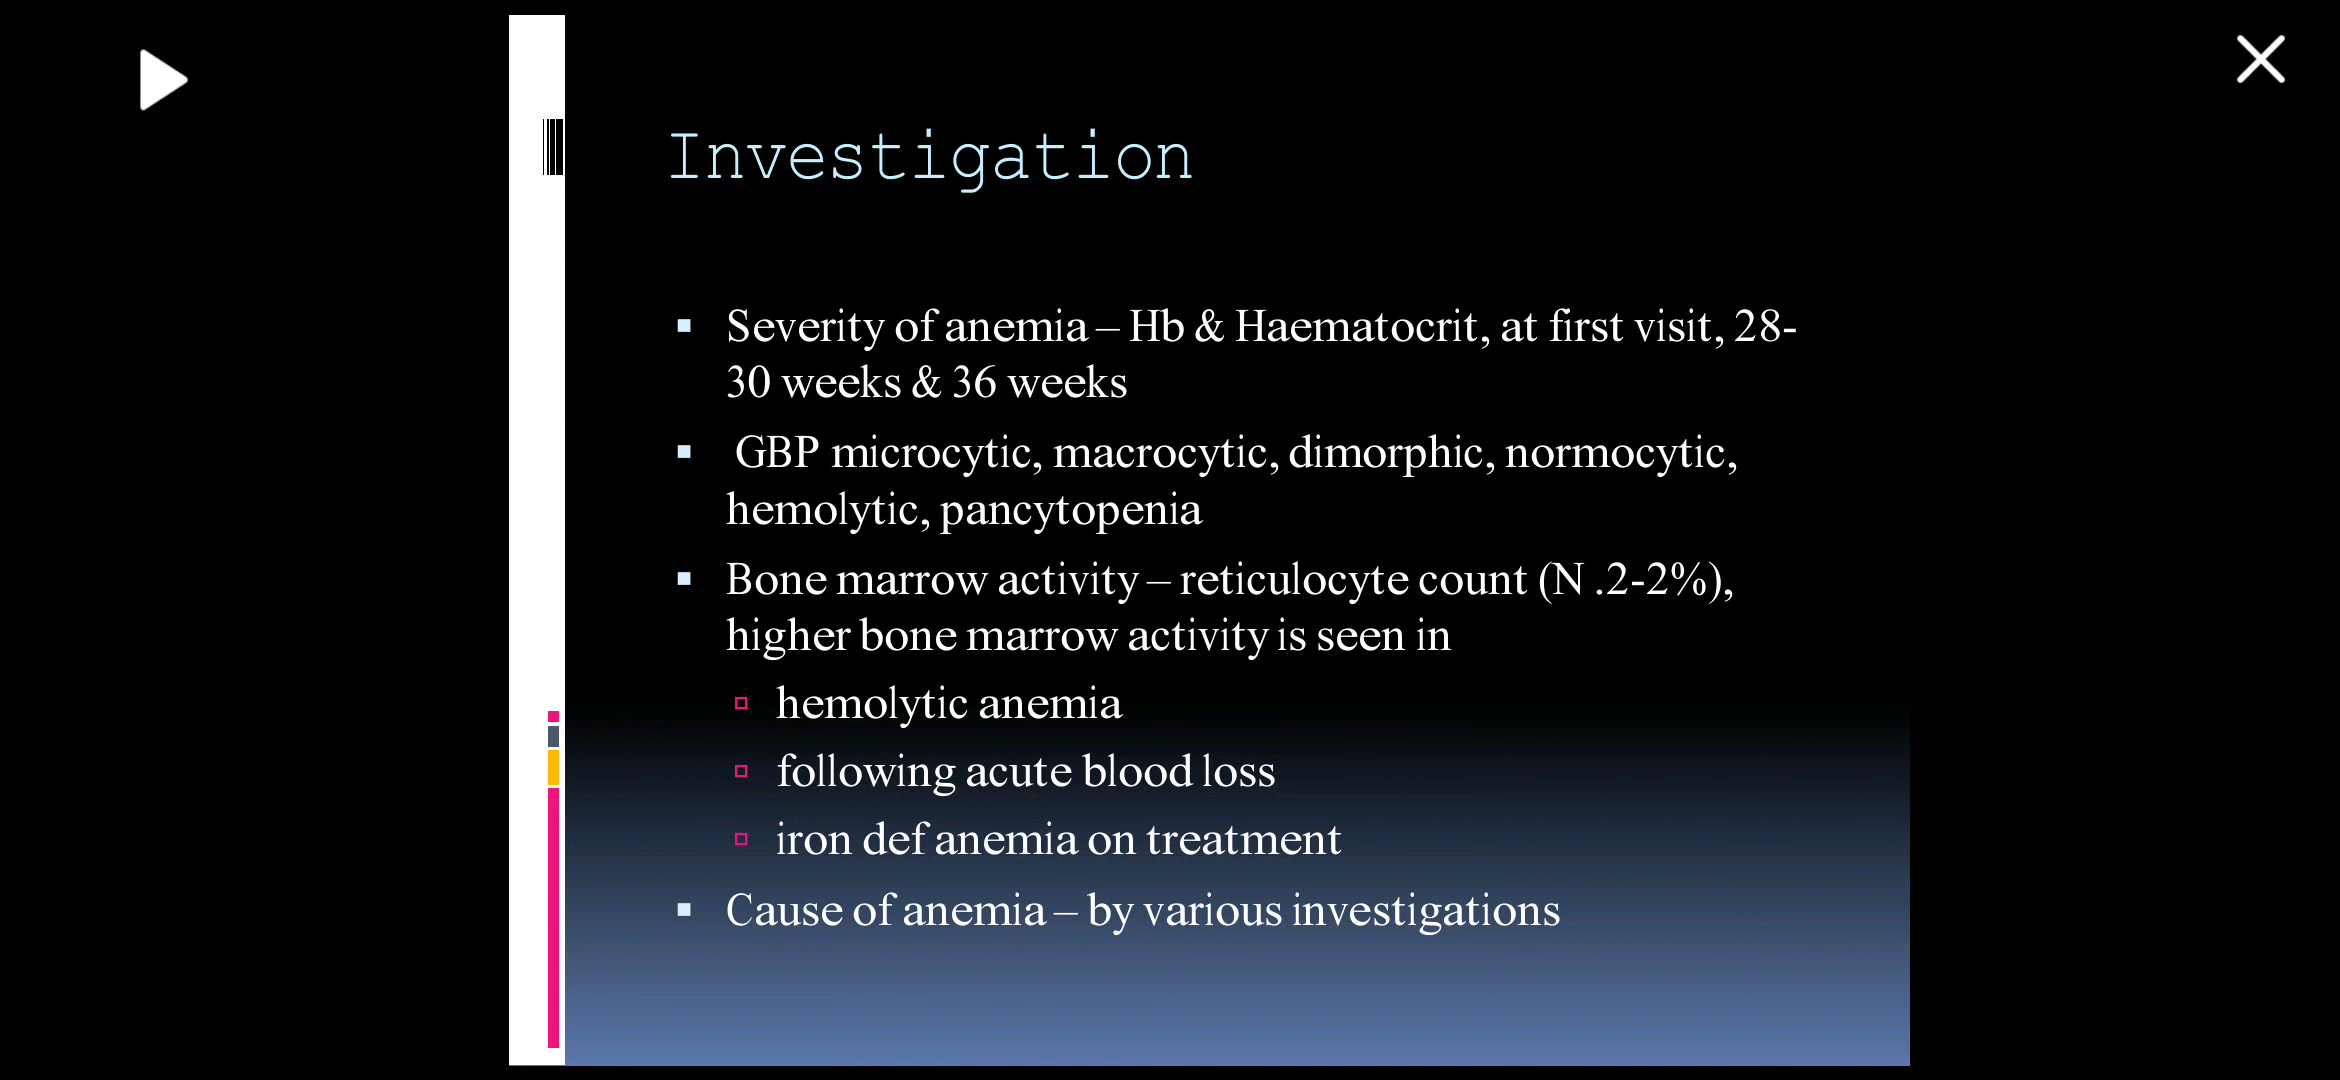 Investigation
Severity of anemia – Hb & Haematocrit, at first visit, 28-
30 weeks & 36 weeks
GBP microcytic, macrocytic, dimorphic, normocytic,
hemolytic, pancytopenia
Bone marrow activity – reticulocyte count (N .2-2%),
higher bone marrow activity is seen in
hemolytic anemia
following acute blood loss
iron def anemia on treatment
Cause of anemia – by various investigations